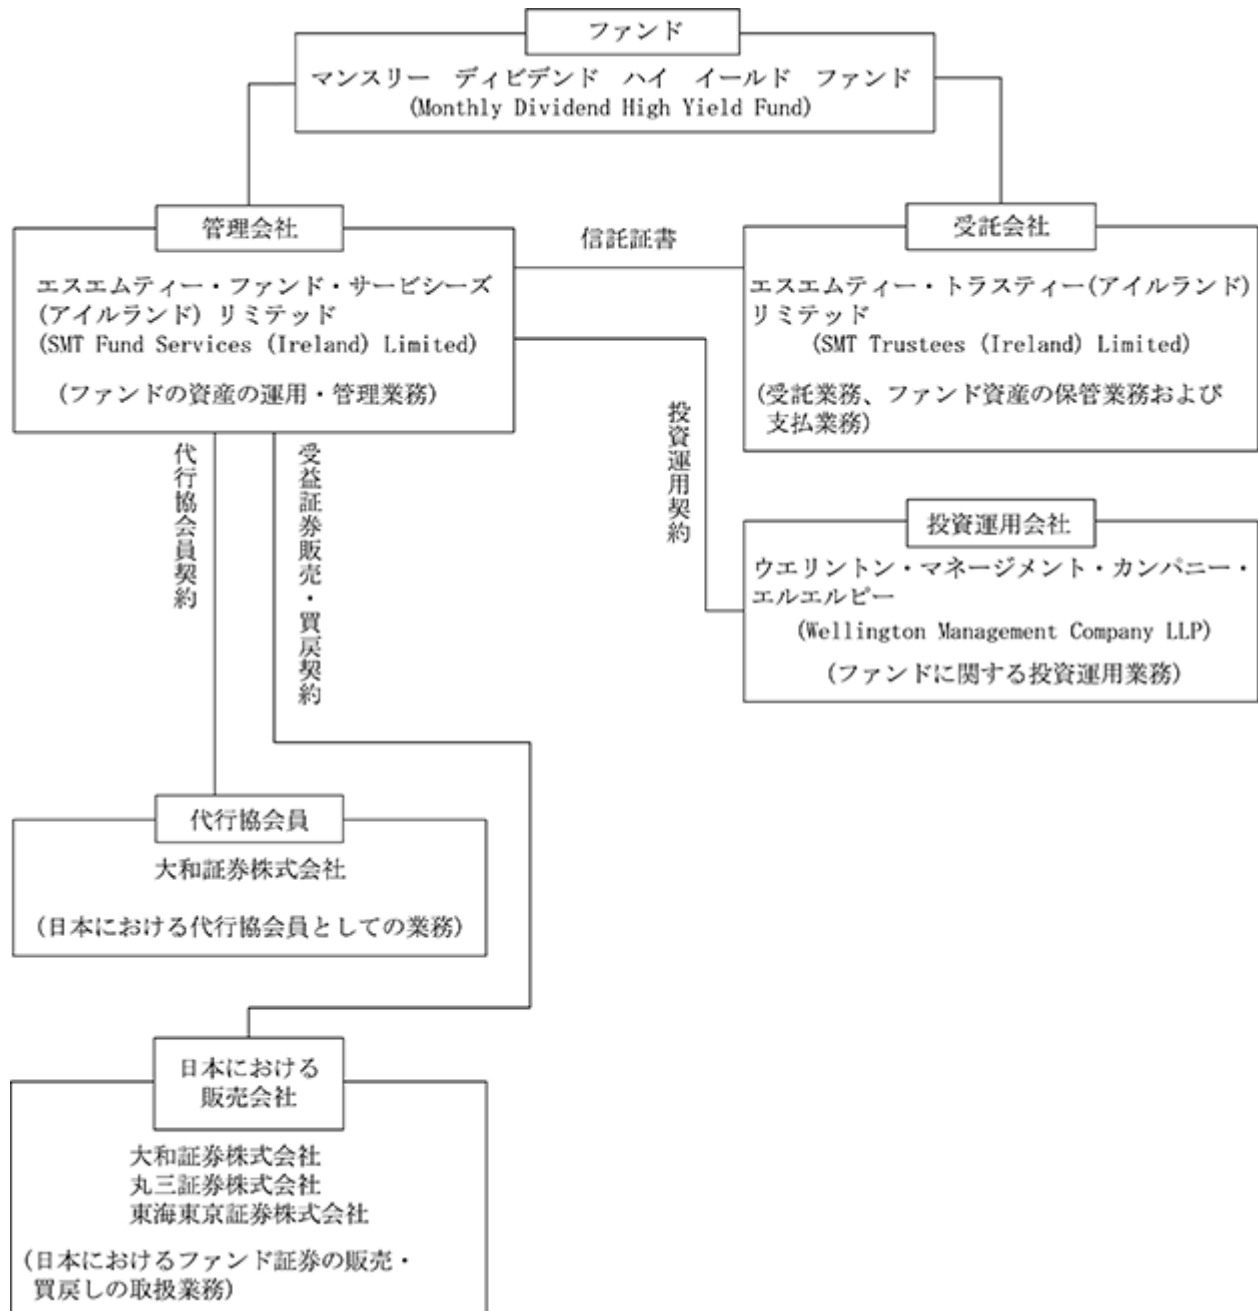 ファンド
マンスリー　ディビデンド　ハイ　イールド　ファンド
(Monthly Dividend High Yield Fund)
管理会社
エスエムティー・ファンド・サービシーズ
(アイルランド) リミテッド
(SMT Fund Services (Ireland) Limited)
(ファンドの資産の運用・管理業務)
信託証書
受託会社
エスエムティー・トラスティー(アイルランド)
リミテッド
(SMT Trustees (Ireland) Limited)
(受託業務、ファンド資産の保管業務および
支払業務)
代行協会員契約
受益証券販売・買戻契約
投資運用契約
投資運用会社
ウエリントン・マネージメント・カンパニー・
エルエルピー
(Wellington Management Company LLP)
(ファンドに関する投資運用業務)
代行協会員
大和証券株式会社
(日本における代行協会員としての業務)
日本における
販売会社
大和証券株式会社
丸三証券株式会社
東海東京証券株式会社
(日本におけるファンド証券の販売・
買戻しの取扱業務)